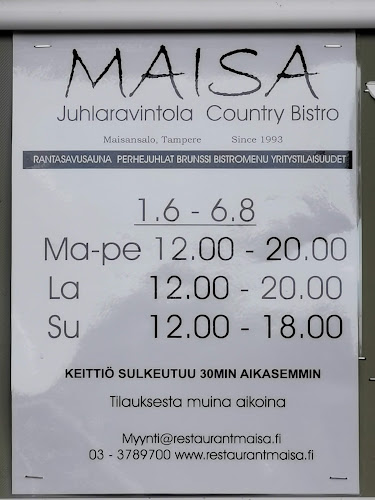 MAISA
Juhlaravintola Country Bistro
Maisansalo, Tampere Since 1993
RANTASAVUSAUNA PERHEJUHLAT BRUNSSI BISTROMENU YRITYSTILAISUUDET
1.6 - 6.8
Ma-pe 12.00 - 20.00
La 12.00 - 20.00
Su 12.00 - 18.00
KEITTIÖ SULKEUTUU 30MIN AIKASEMMIN
Tilauksesta muina aikoina
Myynti@restaurantmaisa.fi
03 - 3789700 www.restaurantmaisa.fi